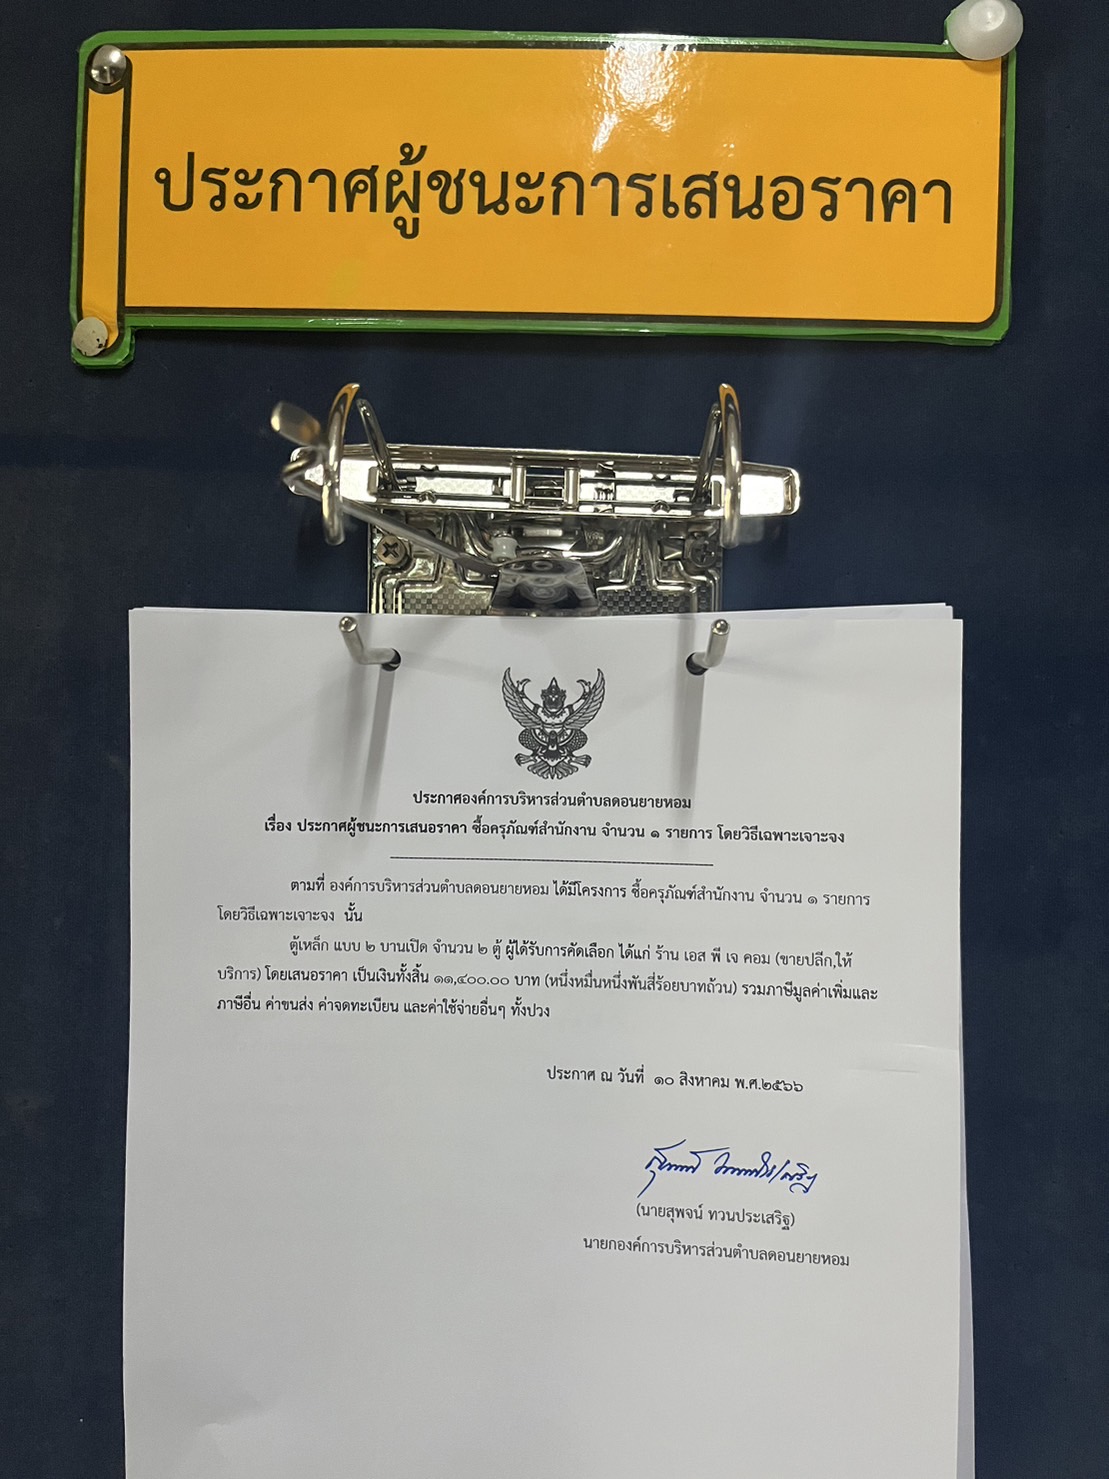 ประกาศผู้ชนะการเสนอราคา
ประกาศองค์การบริหารส่วนตำบลดอนยายหอม
เรื่อง ประกาศผู้ชนะการเสนอราคา ซื้อครุภัณฑ์สำนักงาน จำนวน ๑ รายการ โดยวิธีเฉพาะเจาะจง
ตามที่ องค์การบริหารส่วนตำบลดอนยายหอม ได้มีโครงการ ซื้อครุภัณฑ์สำนักงาน จำนวน ๑ รายการ
โดยวิธีเฉพาะเจาะจง นั้น
ตู้เหล็ก แบบ ๒ บานเปิด จำนวน ๒ ตู้ ผู้ได้รับการคัดเลือก ได้แก่ ร้าน เอส พี เจ คอม (ขายปลีก,ให้
บริการ) โดยเสนอราคา เป็นเงินทั้งสิ้น ๑๑,๔๐๐.๐๐ บาท (หนึ่งหมื่นหนึ่งพันสี่ร้อยบาทถ้วน) รวมภาษีมูลค่าเพิ่มและ
ภาษีอื่น ค่าขนส่ง ค่าจดทะเบียน และค่าใช้จ่ายอื่นๆ ทั้งปวง
ประกาศ ณ วันที่ ๑๐ สิงหาคม พ.ศ.๒๕๖๖
(นายสุพจน์ ทวนประเสริฐ)
นายกองค์การบริหารส่วนตำบลดอนยายหอม